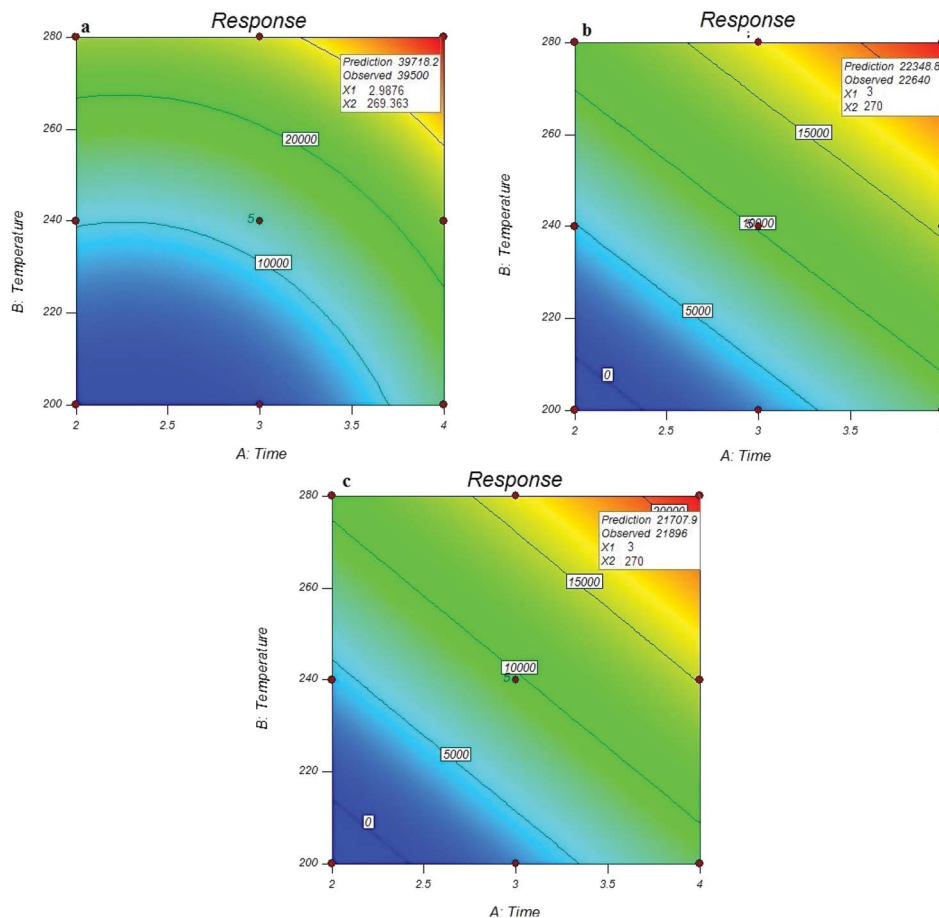 a
Response
280
260
240
220
200
B: Temperature
2
2.5
3
3.5
4
A: Time
20000
10000
5
Prediction 39718.2
Observed 39500
X1 2.9876
X2 269.363
b
Response
280
260
240
220
200
B: Temperature
2
2.5
3
3.5
A: Time
15000
10000
5
5000
0
Prediction 22348.8
Observed 22640
X1 3
X2 270
c
Response
280
260
240
220
200
B: Temperature
2
2.5
3
3.5
4
A: Time
20000
15000
10000
5
5000
0
Prediction 21707.9
Observed 21896
X1 3
X2 270